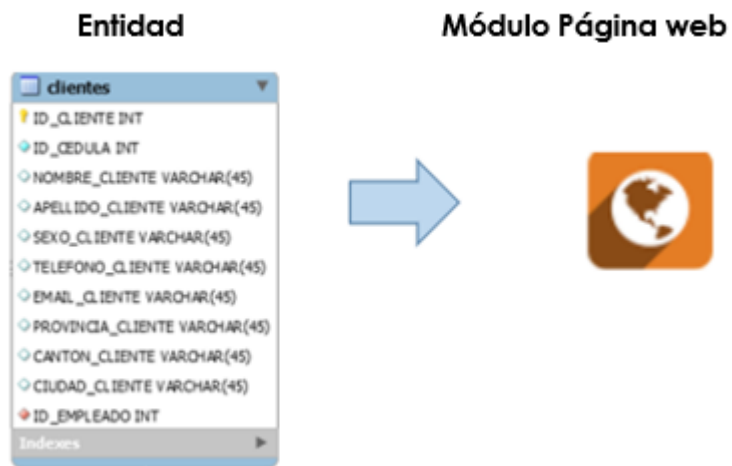 Entidad
Módulo Página web
clientes
ID_CLIENTE INT
ID_CEDULA INT
NOMBRE_CLIENTE VARCHAR(45)
APELLIDO_CLIENTE VARCHAR(45)
SEXO_CLIENTE VARCHAR(45)
TELEFONO_CLIENTE VARCHAR(45)
EMAIL_CLIENTE VARCHAR(45)
PROVINCIA_CLIENTE VARCHAR(45)
CANTON_CLIENTE VARCHAR(45)
CIUDAD_CLIENTE VARCHAR(45)
ID_EMPLEADO INT
Indexes